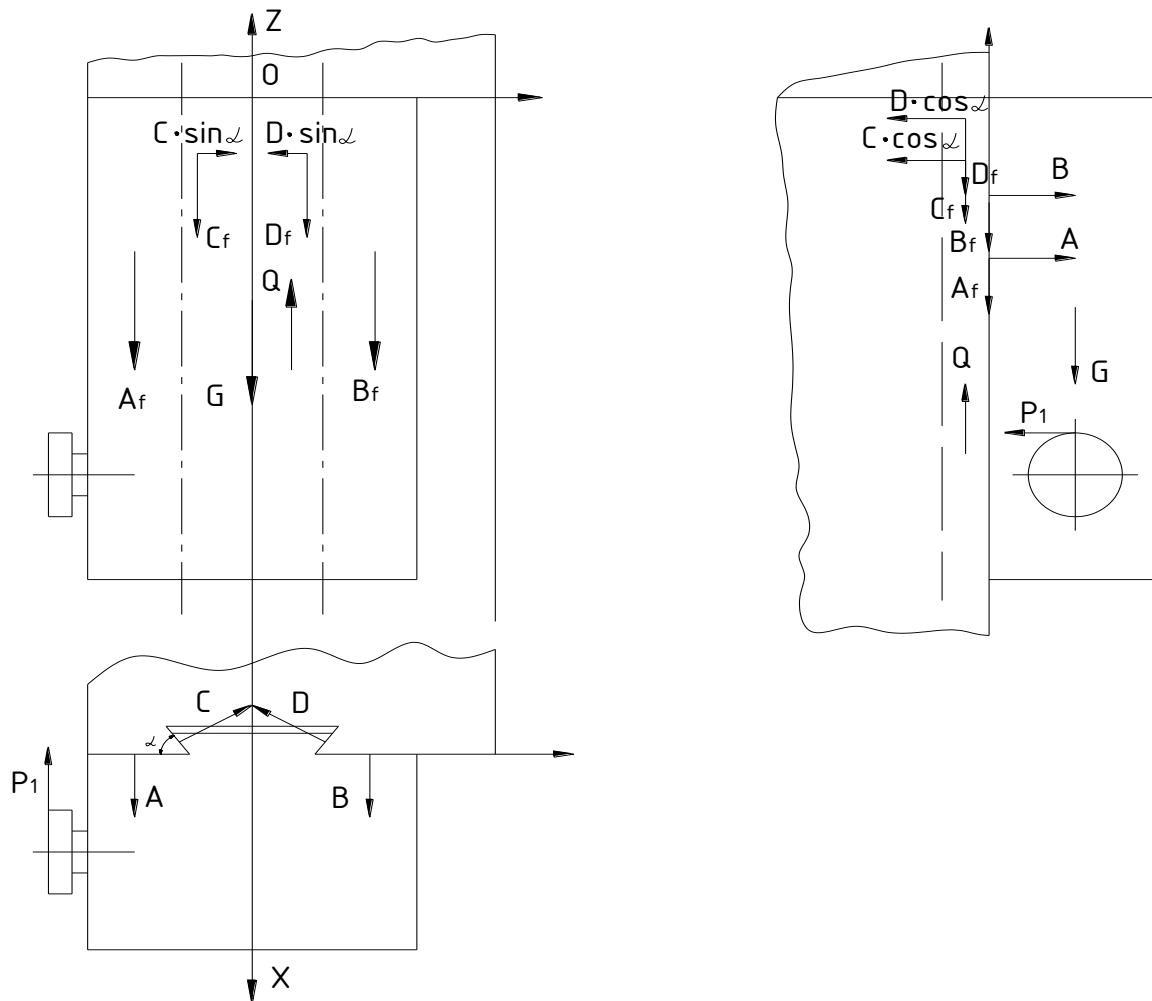 Z
O
C·sin𝛼 D·sin𝛼
Cf Df
Q
Af G Bf
D·cos𝛼
C·cos𝛼
Df B
Cf
Bf A
Af
Q G
P1
C D
𝛼
P1 A B
X